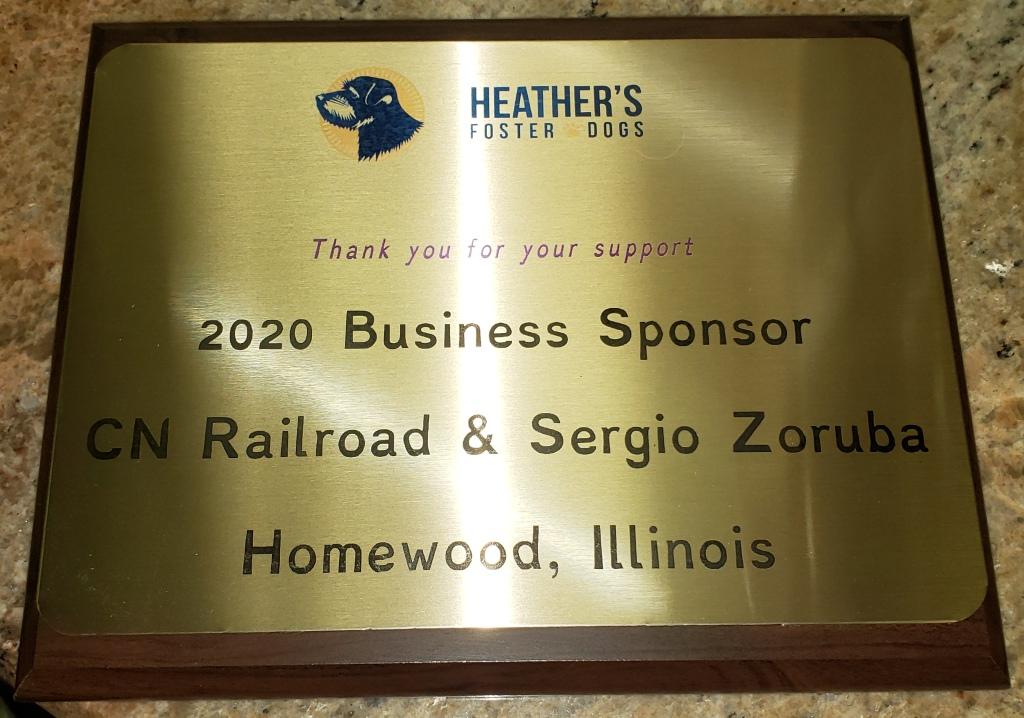 HEATHER'S
FOSTER DOGS
Thank you for your support
2020 Business Sponsor
CN Railroad & Sergio Zoruba
Homewood, Illinois